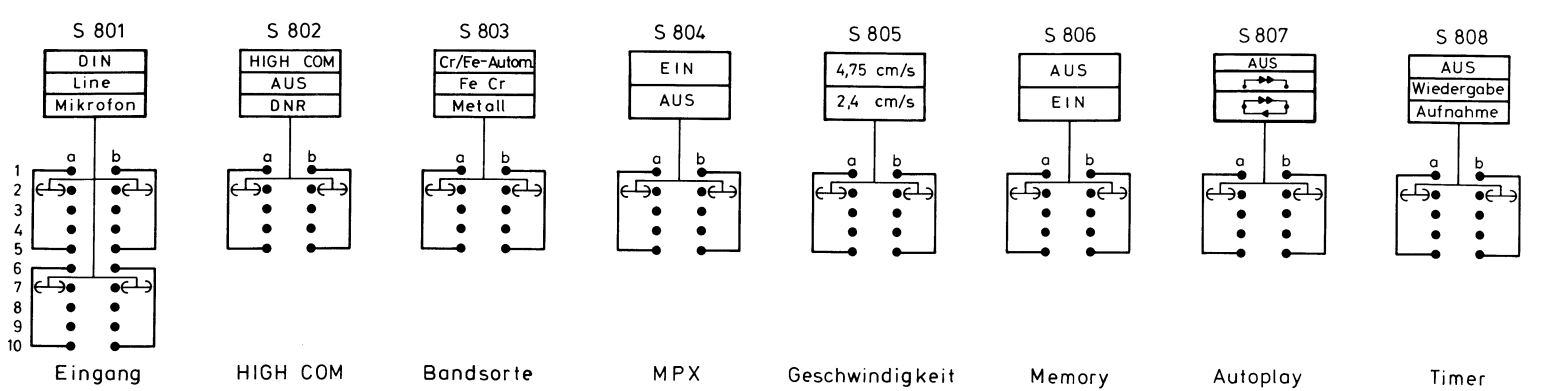 S 801
DIN
Line
Mikrofon
a b
1
2
3
4
5
6
7
8
9
10
Eingang
S 802
HIGH COM
AUS
DNR
a b
HIGH COM
S 803
Cr/Fe-Autom.
Fe Cr
Metall
a b
Bandsorte
S 804
EIN
AUS
a b
MPX
S 805
4,75 cm/s
2,4 cm/s
a b
Geschwindigkeit
S 806
AUS
EIN
a b
Memory
S 807
AUS
a b
Autoplay
S 808
AUS
Wiedergabe
Aufnahme
a b
Timer